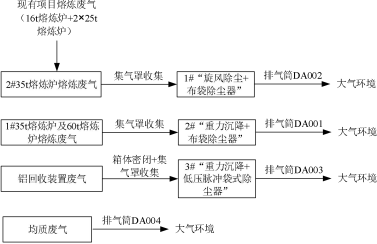 现有项目熔炼废气
（16t熔炼炉+2×25t
熔炼炉）
2#35t熔炼炉熔炼废气
集气罩收集
1#“旋风除尘+
布袋除尘器”
排气筒DA002
大气环境
1#35t熔炼炉及60t熔炼
炉熔炼废气
集气罩收集
2#“重力沉降+
布袋除尘器”
排气筒DA001
大气环境
铝回收装置废气
箱体密闭+集
气罩收集
3#“重力沉降+
低压脉冲袋式除
尘器”
排气筒DA003
大气环境
均质废气
排气筒DA004
大气环境